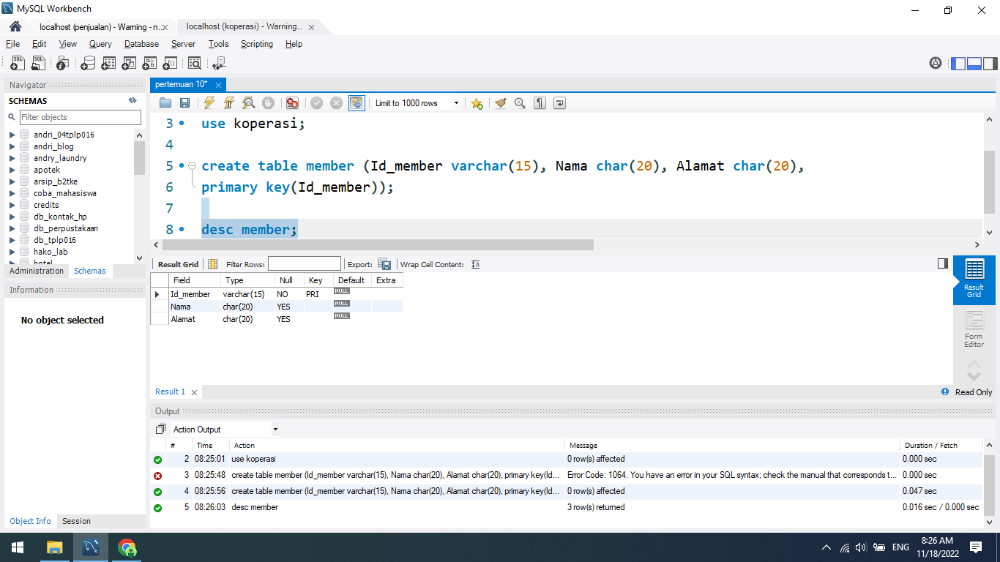 MySQL Workbench
localhost (penjualan) - Warning - n...
localhost (koperasi) - Warning...
File Edit View Query Database Server Tools Scripting Help
Navigator
SCHEMAS
Filter objects
andri_04tplp016
andri_blog
andry_laundry
apotek
arsip_b2tke
coba_mahasiswa
credits
db_kontak_hp
db_perpustakaan
db_tplp016
hako_lab
hotel
Administration Schemas
Information
No object selected
Object Info Session
pertemuan 10*
Limit to 1000 rows
3 use koperasi;
4
5 create table member (Id_member varchar(15), Nama char(20), Alamat char(20),
6 primary key(Id_member));
7
8 desc member;
Result Grid Filter Rows: Export: Wrap Cell Content:
Field Type Null Key Default Extra
Id_member varchar(15) NO PRI NULL
Nama char(20) YES NULL
Alamat char(20) YES NULL
Result Grid
Form Editor
Result 1
Read Only
Output
Action Output
# Time Action Message Duration / Fetch
2 08:25:01 use koperasi 0 row(s) affected 0.000 sec
3 08:25:48 create table member (Id_member varchar(15), Nama char(20), Alamat char(20), primary key(Id... Error Code: 1064. You have an error in your SQL syntax; check the manual that corresponds t... 0.000 sec
4 08:25:56 create table member (Id_member varchar(15), Nama char(20), Alamat char(20), primary key(Id... 0 row(s) affected 0.047 sec
5 08:26:03 desc member 3 row(s) returned 0.016 sec / 0.000 sec
ENG
8:26 AM
11/18/2022